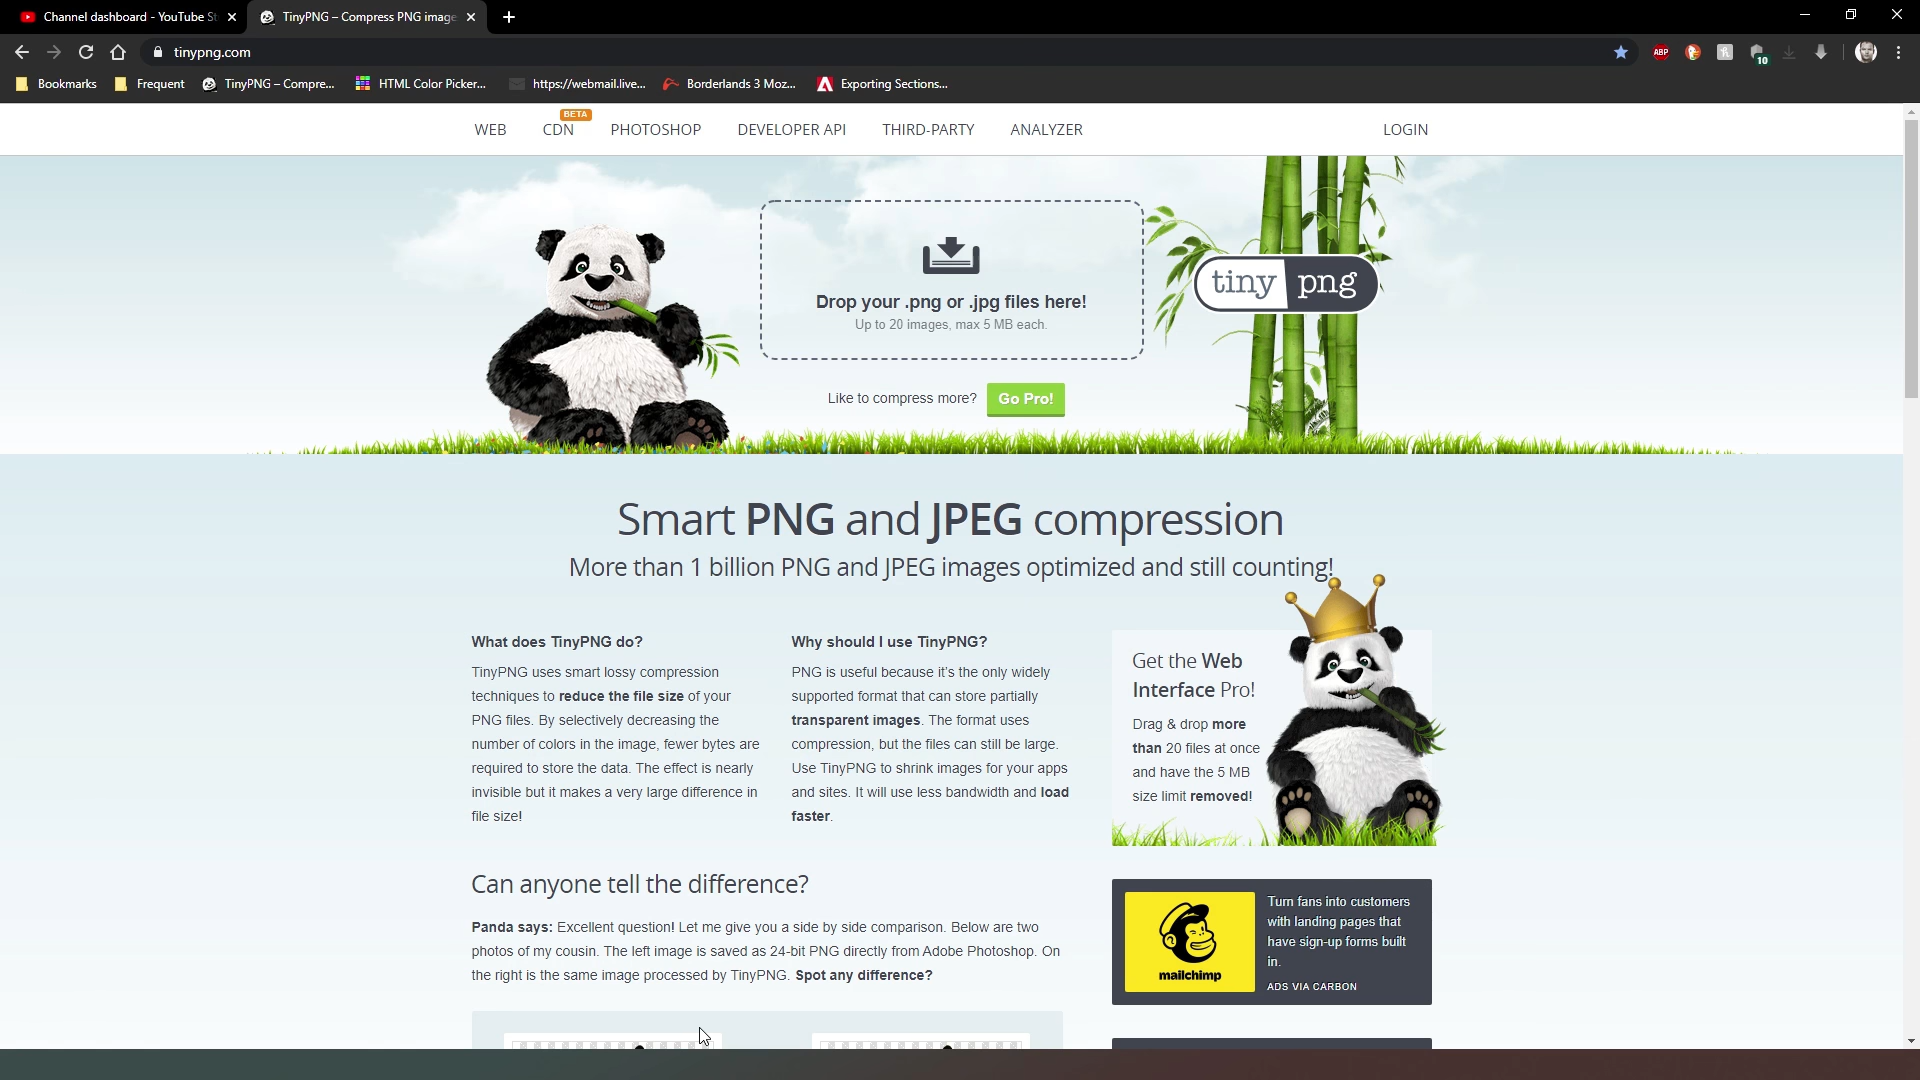 Channel dashboard - YouTube St
TinyPNG – Compress PNG image
tinypng.com
ABP
10
Bookmarks
Frequent
TinyPNG – Compre...
HTML Color Picker...
https://webmail.live...
Borderlands 3 Moz...
Exporting Sections...
WEB
CDN
BETA
PHOTOSHOP
DEVELOPER API
THIRD-PARTY
ANALYZER
LOGIN
Drop your .png or .jpg files here!
Up to 20 images, max 5 MB each.
tiny png
Like to compress more? Go Pro!
Smart PNG and JPEG compression
More than 1 billion PNG and JPEG images optimized and still counting!
What does TinyPNG do?
TinyPNG uses smart lossy compression
techniques to reduce the file size of your
PNG files. By selectively decreasing the
number of colors in the image, fewer bytes are
required to store the data. The effect is nearly
invisible but it makes a very large difference in
file size!
Why should I use TinyPNG?
PNG is useful because it's the only widely
supported format that can store partially
transparent images. The format uses
compression, but the files can still be large.
Use TinyPNG to shrink images for your apps
and sites. It will use less bandwidth and load
faster.
Get the Web
Interface Pro!
Drag & drop more
than 20 files at once
and have the 5 MB
size limit removed!
Can anyone tell the difference?
Panda says: Excellent question! Let me give you a side by side comparison. Below are two
photos of my cousin. The left image is saved as 24-bit PNG directly from Adobe Photoshop. On
the right is the same image processed by TinyPNG. Spot any difference?
mailchimp
Turn fans into customers
with landing pages that
have sign-up forms built
in.
ADS VIA CARBON